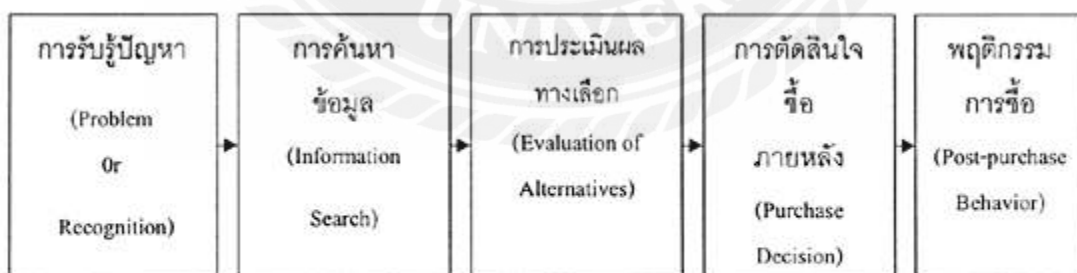 UNIVER
การรับรู้ปัญหา
(Problem
Or
Recognition)
การค้นหา
ข้อมูล
(Information
Search)
การประเมินผล
ทางเลือก
(Evaluation of
Alternatives)
การตัดสินใจ
ซื้อ
ภายหลัง
(Purchase
Decision)
พฤติกรรม
การซื้อ
(Post-purchase
Behavior)